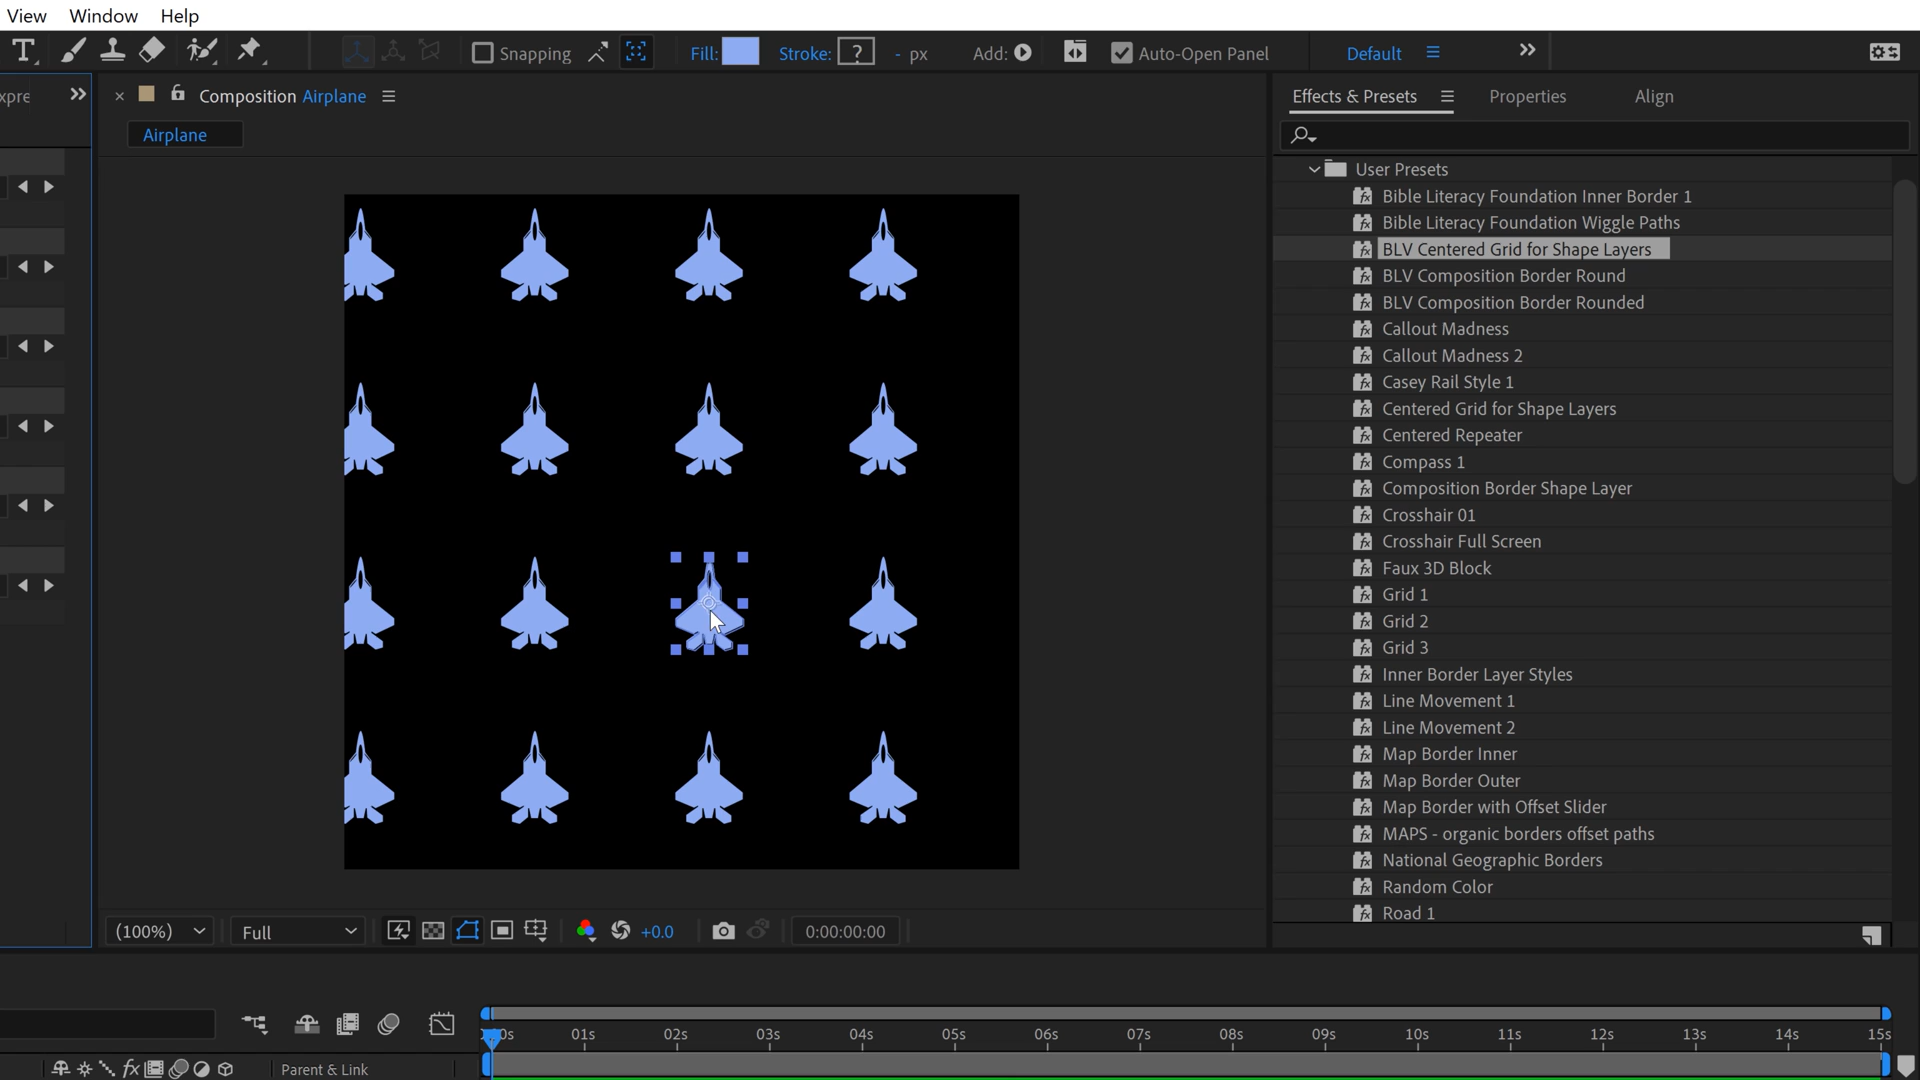 View Window Help
Snapping Fill: Stroke: ? - px Add: Auto-Open Panel Default
xpre
Composition Airplane
Airplane
Effects & Presets Properties Align
User Presets
Bible Literacy Foundation Inner Border 1
Bible Literacy Foundation Wiggle Paths
BLV Centered Grid for Shape Layers
BLV Composition Border Round
BLV Composition Border Rounded
Callout Madness
Callout Madness 2
Casey Rail Style 1
Centered Grid for Shape Layers
Centered Repeater
Compass 1
Composition Border Shape Layer
Crosshair 01
Crosshair Full Screen
Faux 3D Block
Grid 1
Grid 2
Grid 3
Inner Border Layer Styles
Line Movement 1
Line Movement 2
Map Border Inner
Map Border Outer
Map Border with Offset Slider
MAPS - organic borders offset paths
National Geographic Borders
Random Color
Road 1
(100%) Full +0.0 0:00:00:00
00s 01s 02s 03s 04s 05s 06s 07s 08s 09s 10s 11s 12s 13s 14s 15s
Parent & Link